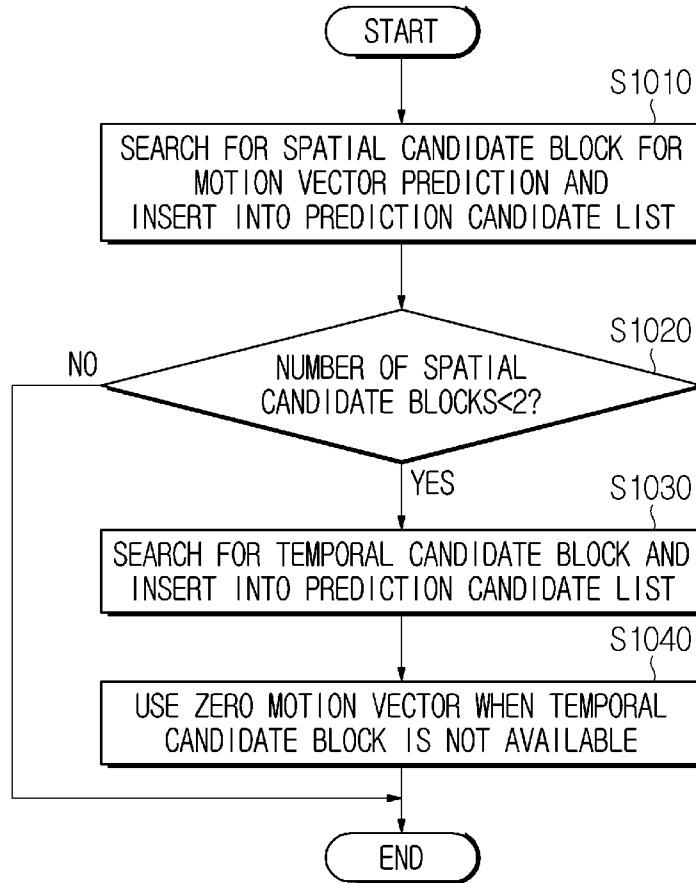 START
S1010
SEARCH FOR SPATIAL CANDIDATE BLOCK FOR
MOTION VECTOR PREDICTION AND
INSERT INTO PREDICTION CANDIDATE LIST
S1020
NO
NUMBER OF SPATIAL
CANDIDATE BLOCKS<2?
YES
S1030
SEARCH FOR TEMPORAL CANDIDATE BLOCK AND
INSERT INTO PREDICTION CANDIDATE LIST
S1040
USE ZERO MOTION VECTOR WHEN TEMPORAL
CANDIDATE BLOCK IS NOT AVAILABLE
END